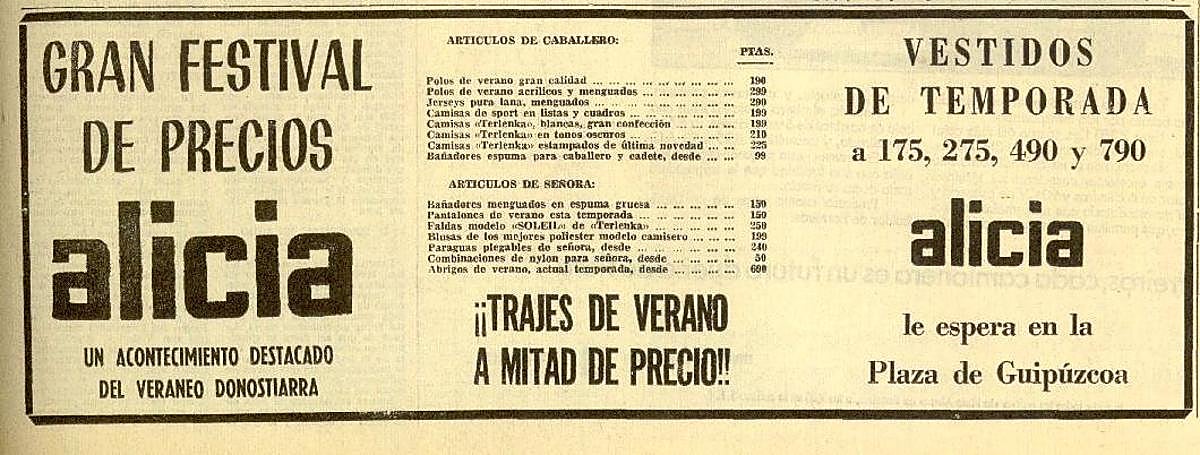 GRAN FESTIVAL
DE PRECIOS
alicia
UN ACONTECIMIENTO DESTACADO
DEL VERANEO DONOSTIARRA
ARTICULOS DE CABALLERO:
PTAS.
Polos de verano gran calidad ... ... ... ... ... ... ... ... ... 190
Polos de verano acrílicos y menguados ... ... ... ... ... ... 299
Jerseys pura lana, menguados ... ... ... ... ... ... ... ... 290
Camisas de sport en listas y cuadros ... ... ... ... ... ... 199
Camisas «Terlenka», blancas, gran confección ... ... ... ... 199
Camisas «Terlenka» en tonos oscuros ... ... ... ... ... ... 210
Camisas «Terlenka» estampados de última novedad ... ... 225
Bañadores espuma para caballero y cadete, desde ... ... 99
ARTICULOS DE SEÑORA:
Bañadores menguados en espuma gruesa ... ... ... ... ... 150
Pantalones de verano esta temporada ... ... ... ... ... ... 150
Faldas modelo «SOLEIL» de «Terlenka» ... ... ... ... ... 250
Blusas de los mejores poliester modelo camisero ... ... ... 199
Paraguas plegables de señora, desde ... ... ... ... ... ... 240
Combinaciones de nylon para señora, desde ... ... ... ... 50
Abrigos de verano, actual temporada, desde ... ... ... ... 690
¡¡TRAJES DE VERANO
A MITAD DE PRECIO!!
VESTIDOS
DE TEMPORADA
a 175, 275, 490 y 790
alicia
le espera en la
Plaza de Guipúzcoa